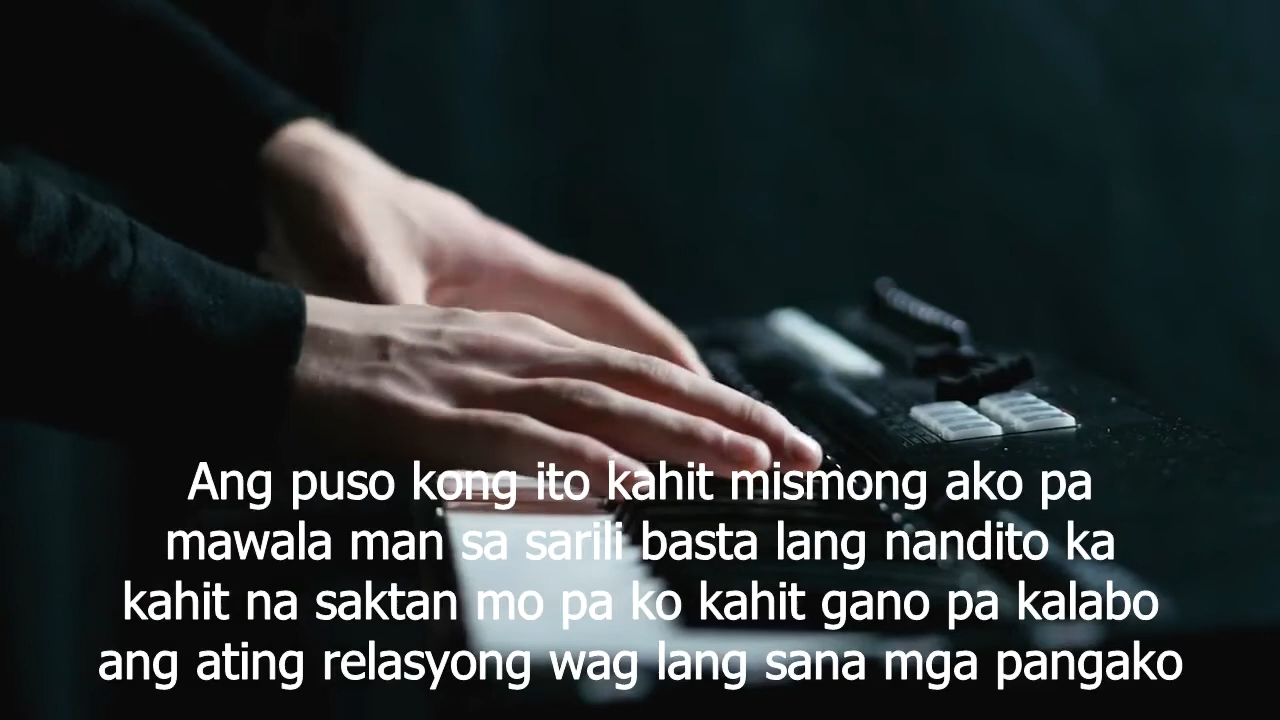 Ang puso kong ito kahit mismong ako pa
mawala man sa sarili basta lang nandito ka
kahit na saktan mo pa ko kahit gano pa kalabo
ang ating relasyong wag lang sana mga pangako